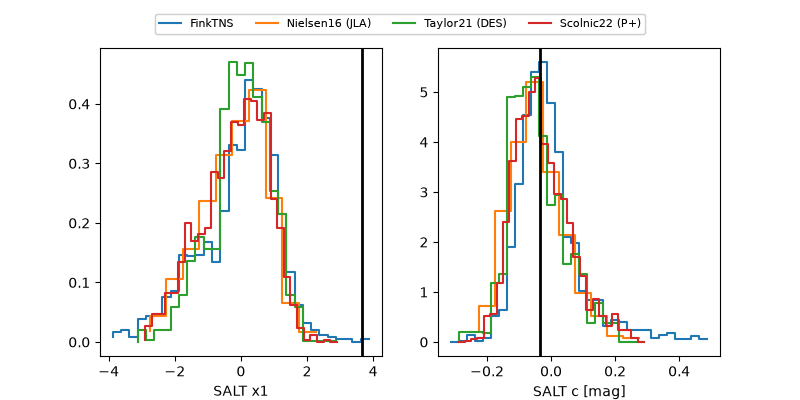 FinkTNS Nielsen16 (JLA) Taylor21 (DES) Scolnic22 (P+)
0.4
0.3
0.2
0.1
0.0
−4 −2 0 2 4
SALT x1
5
4
3
2
1
0
−0.2 0.0 0.2 0.4
SALT c [mag]